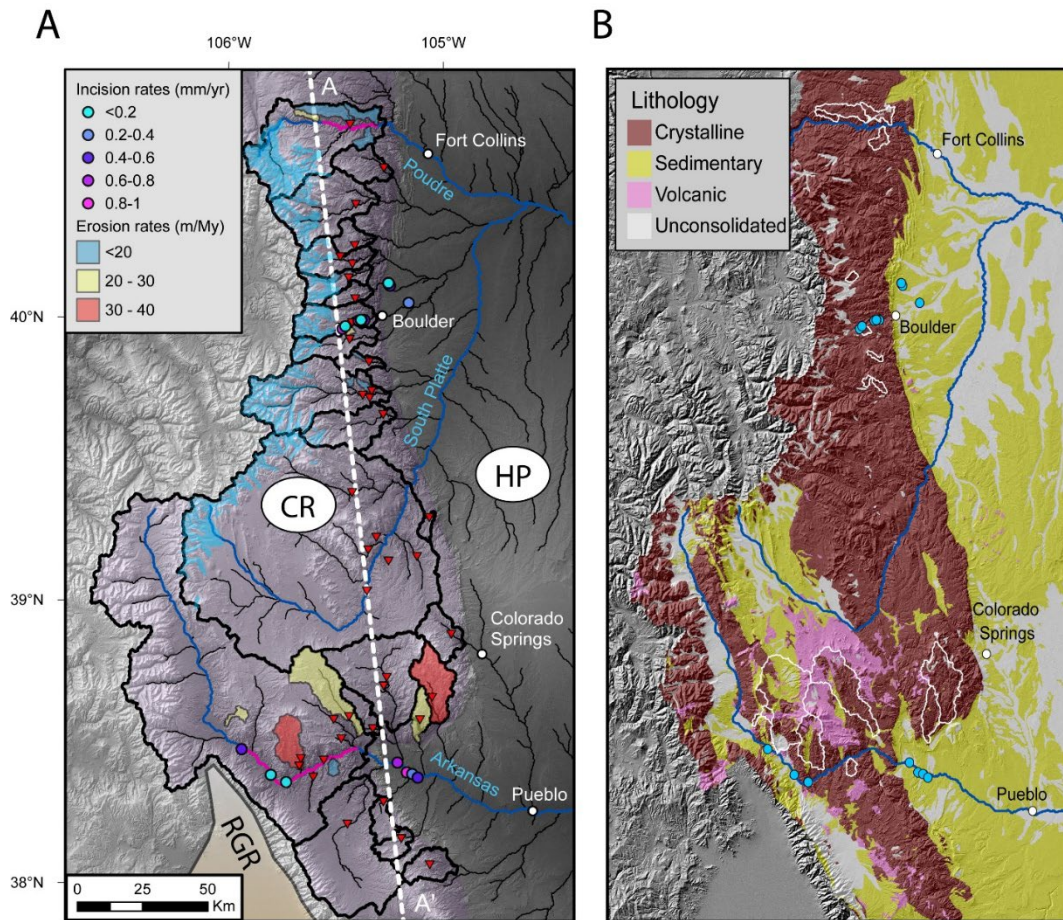 A
106°W
105°W
Incision rates (mm/yr)
<0.2
0.2-0.4
0.4-0.6
0.6-0.8
0.8-1
Erosion rates (m/My)
<20
20 - 30
30 - 40
A
Fort Collins
Poudre
40°N
Boulder
South Platte
CR
HP
39°N
Colorado
Springs
Arkansas
Pueblo
RGR
38°N
0 12.5 25 50
Km
A'
B
Lithology
Crystalline
Sedimentary
Volcanic
Unconsolidated
Fort Collins
Boulder
Colorado
Springs
Pueblo